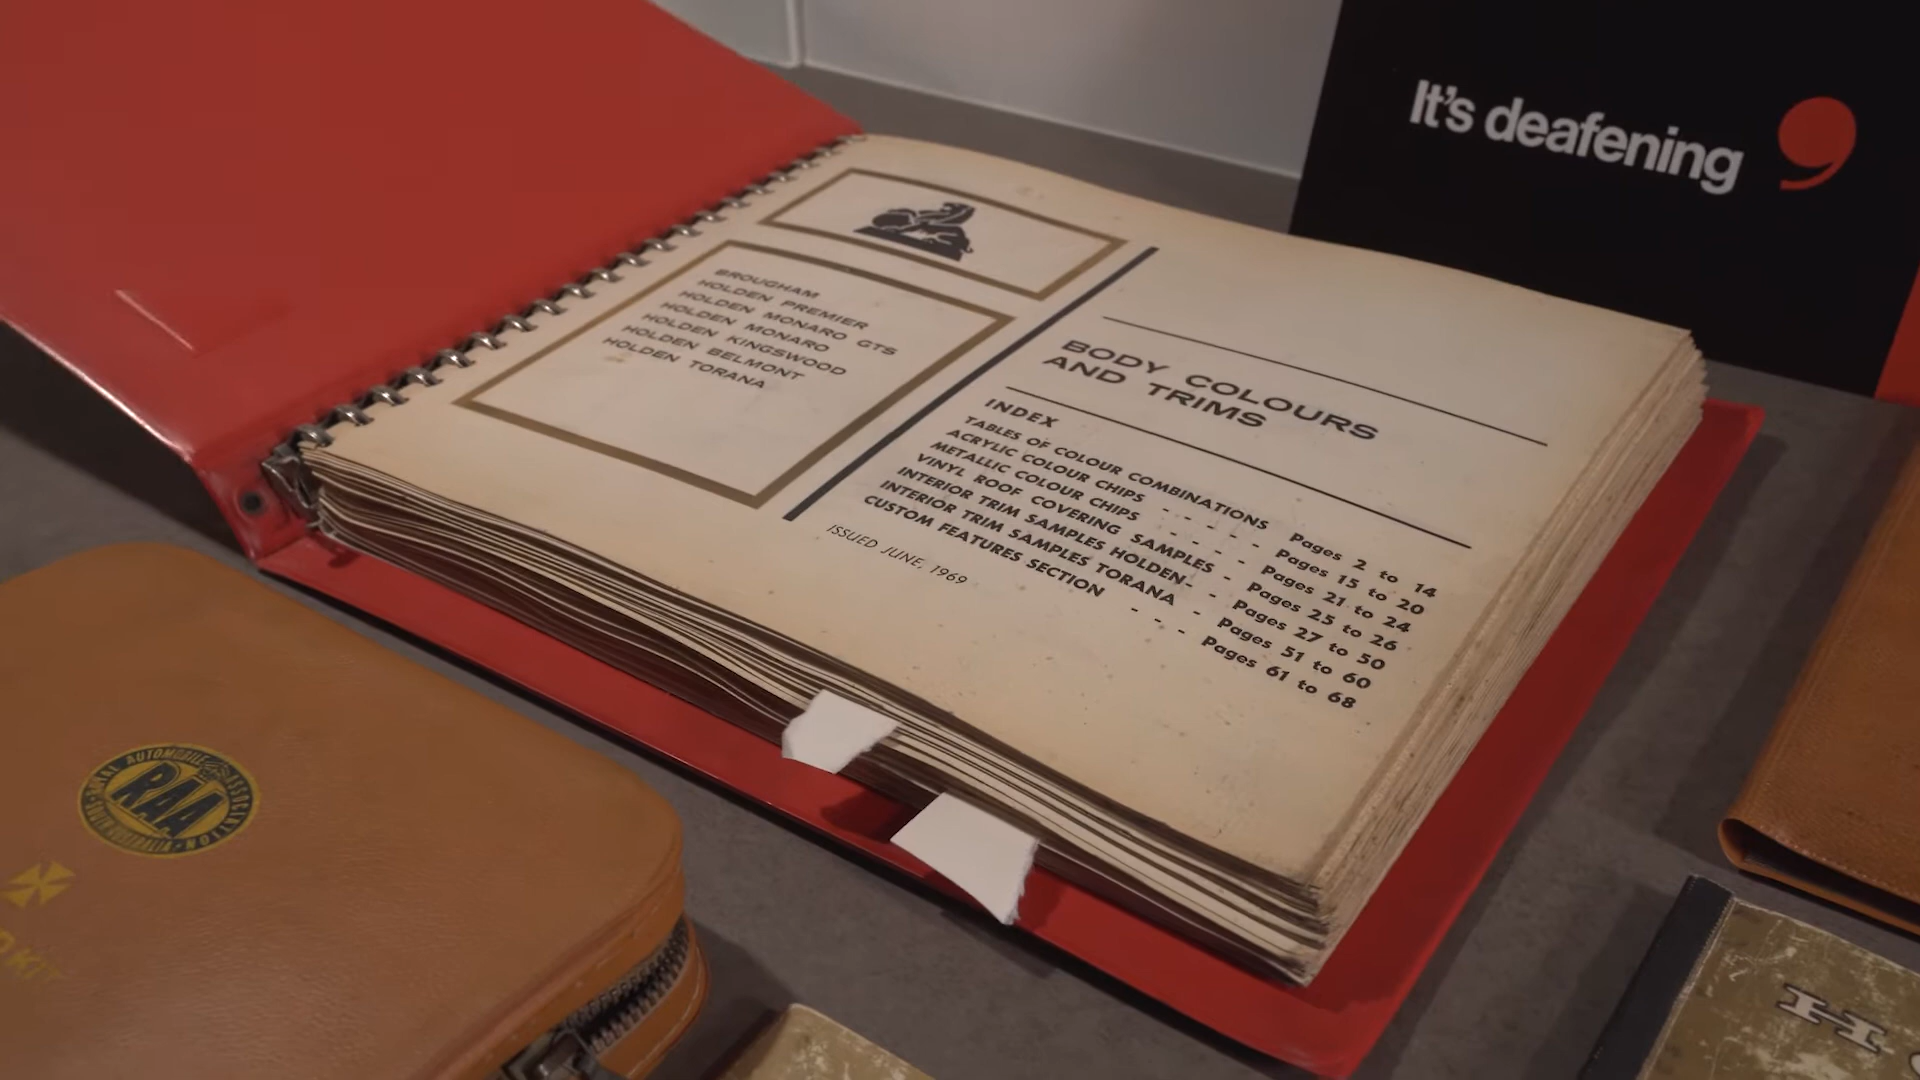 It's deafening
BROUGHAM
HOLDEN PREMIER
HOLDEN MONARO GTS
HOLDEN MONARO
HOLDEN KINGSWOOD
HOLDEN BELMONT
HOLDEN TORANA
BODY COLOURS
AND TRIMS
INDEX
TABLES OF COLOUR COMBINATIONS Pages 2 to 14
ACRYLIC COLOUR CHIPS - - - - - Pages 15 to 20
METALLIC COLOUR CHIPS - - - - Pages 21 to 24
VINYL ROOF COVERING SAMPLES - Pages 25 to 26
INTERIOR TRIM SAMPLES HOLDEN- - Pages 27 to 50
INTERIOR TRIM SAMPLES TORANA - Pages 51 to 60
CUSTOM FEATURES SECTION - - - Pages 61 to 68
ISSUED JUNE, 1969
ROYAL AUTOMOBILE ASSOCIATION
RAA
KIT
H